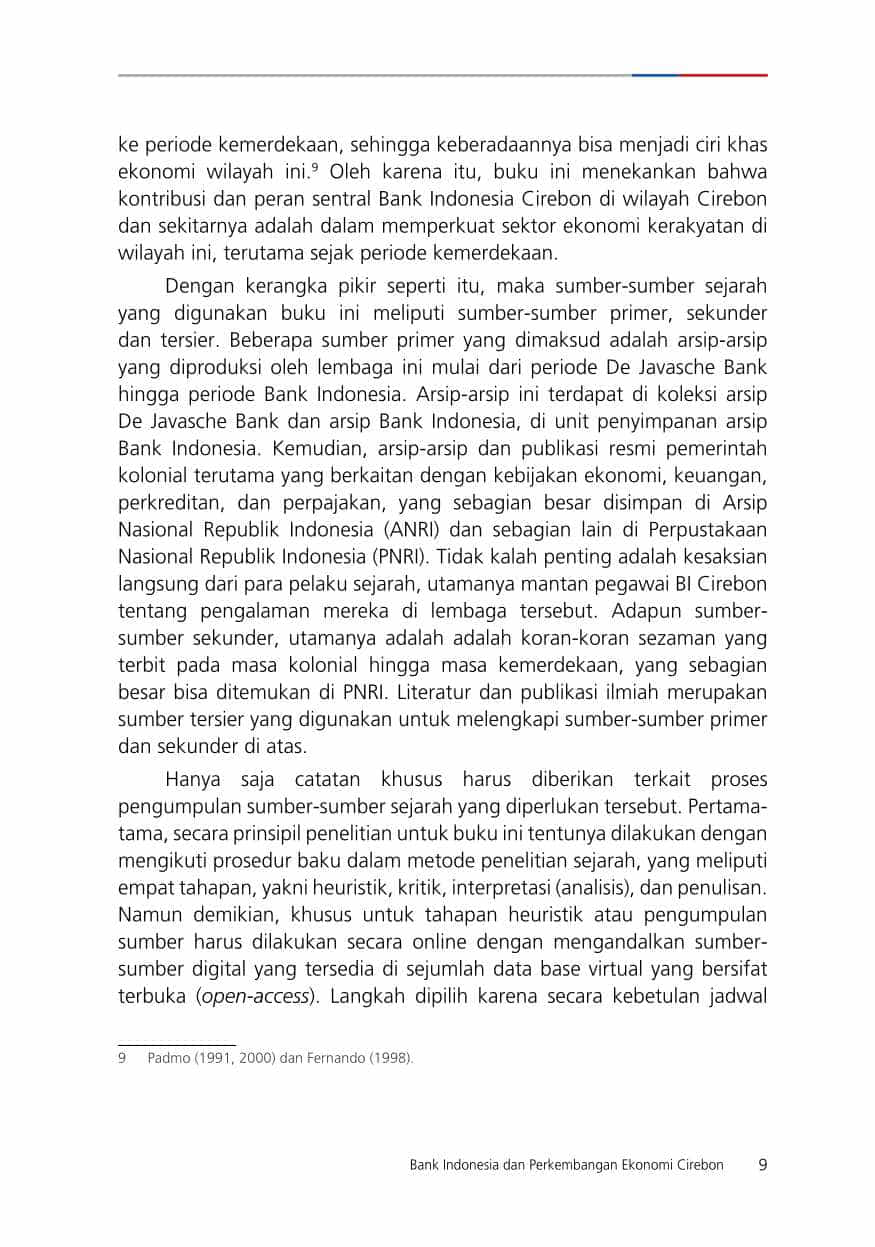 ke periode kemerdekaan, sehingga keberadaannya bisa menjadi ciri khas
ekonomi wilayah ini.⁹ Oleh karena itu, buku ini menekankan bahwa
kontribusi dan peran sentral Bank Indonesia Cirebon di wilayah Cirebon
dan sekitarnya adalah dalam memperkuat sektor ekonomi kerakyatan di
wilayah ini, terutama sejak periode kemerdekaan.
Dengan kerangka pikir seperti itu, maka sumber-sumber sejarah
yang digunakan buku ini meliputi sumber-sumber primer, sekunder
dan tersier. Beberapa sumber primer yang dimaksud adalah arsip-arsip
yang diproduksi oleh lembaga ini mulai dari periode De Javasche Bank
hingga periode Bank Indonesia. Arsip-arsip ini terdapat di koleksi arsip
De Javasche Bank dan arsip Bank Indonesia, di unit penyimpanan arsip
Bank Indonesia. Kemudian, arsip-arsip dan publikasi resmi pemerintah
kolonial terutama yang berkaitan dengan kebijakan ekonomi, keuangan,
perkreditan, dan perpajakan, yang sebagian besar disimpan di Arsip
Nasional Republik Indonesia (ANRI) dan sebagian lain di Perpustakaan
Nasional Republik Indonesia (PNRI). Tidak kalah penting adalah kesaksian
langsung dari para pelaku sejarah, utamanya mantan pegawai BI Cirebon
tentang pengalaman mereka di lembaga tersebut. Adapun sumber-
sumber sekunder, utamanya adalah adalah koran-koran sezaman yang
terbit pada masa kolonial hingga masa kemerdekaan, yang sebagian
besar bisa ditemukan di PNRI. Literatur dan publikasi ilmiah merupakan
sumber tersier yang digunakan untuk melengkapi sumber-sumber primer
dan sekunder di atas.
Hanya saja catatan khusus harus diberikan terkait proses
pengumpulan sumber-sumber sejarah yang diperlukan tersebut. Pertama-
tama, secara prinsipil penelitian untuk buku ini tentunya dilakukan dengan
mengikuti prosedur baku dalam metode penelitian sejarah, yang meliputi
empat tahapan, yakni heuristik, kritik, interpretasi (analisis), dan penulisan.
Namun demikian, khusus untuk tahapan heuristik atau pengumpulan
sumber harus dilakukan secara online dengan mengandalkan sumber-
sumber digital yang tersedia di sejumlah data base virtual yang bersifat
terbuka (open-access). Langkah dipilih karena secara kebetulan jadwal
9 Padmo (1991, 2000) dan Fernando (1998).
Bank Indonesia dan Perkembangan Ekonomi Cirebon 9